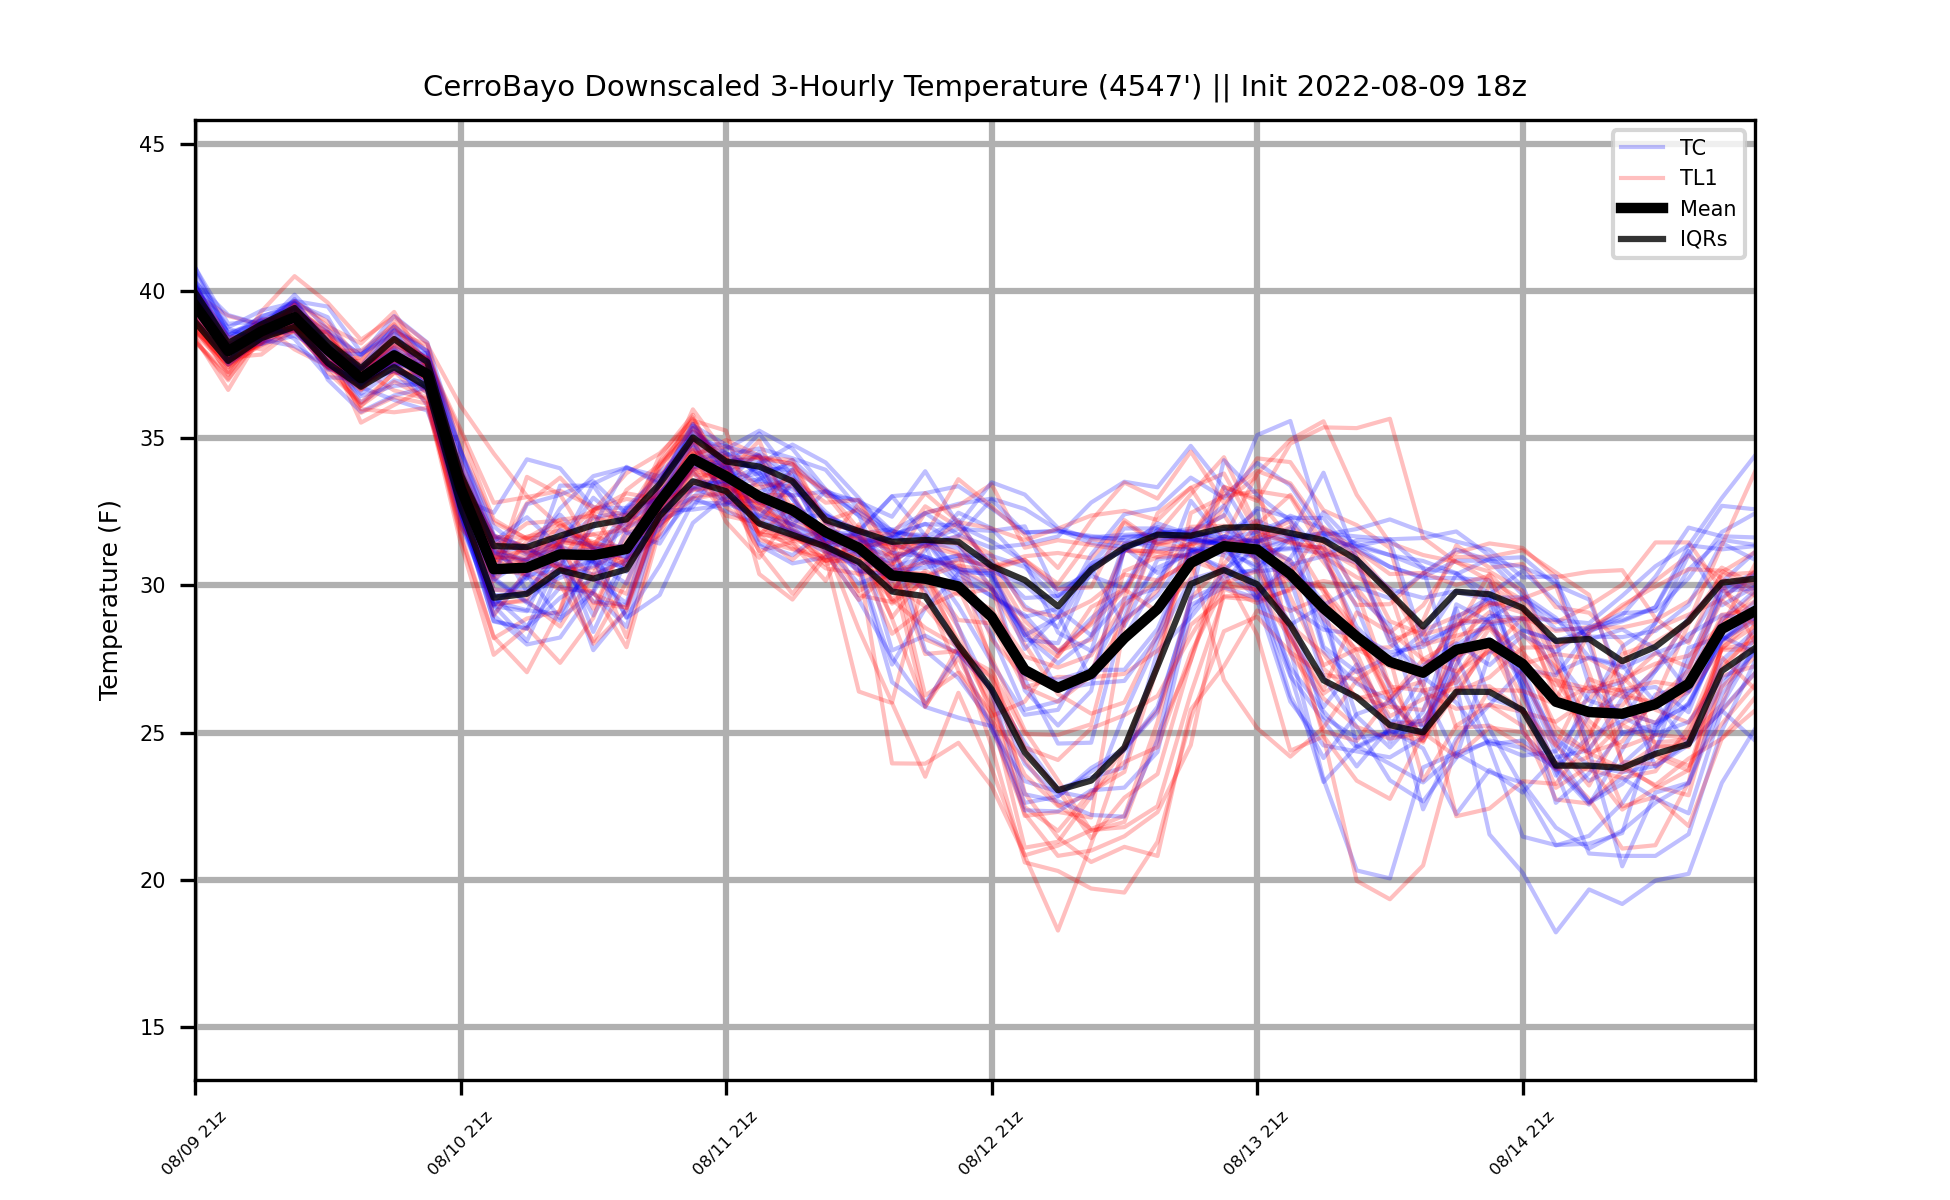 CerroBayo Downscaled 3-Hourly Temperature (4547') || Init 2022-08-09 18z
TC
TL1
Mean
IQRs
Temperature (F)
45
40
35
30
25
20
15
08/09 21z
08/10 21z
08/11 21z
08/12 21z
08/13 21z
08/14 21z